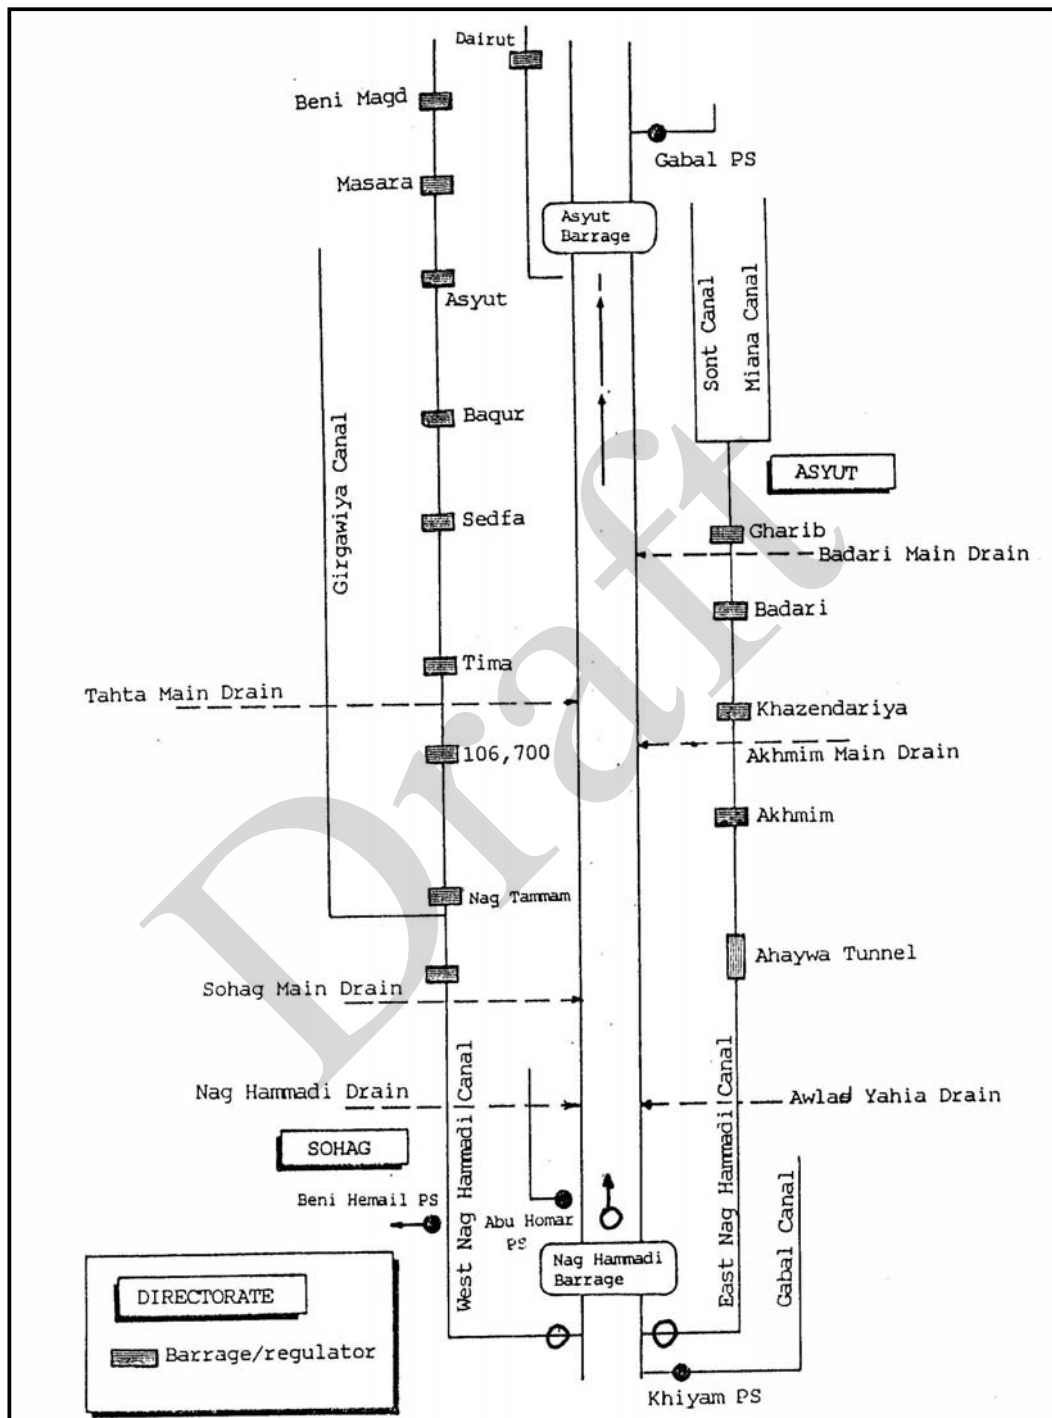 Dairut
Beni Magd
Gabal PS
Masara
Asyut
Barrage
Asyut
Sont Canal
Miana Canal
Baqur
Girgawiya Canal
ASYUT
Sedfa
Gharib
Badari Main Drain
Badari
Tima
Tahta Main Drain
Khazendariya
106,700
Akhmim Main Drain
Akhmim
Nag Tammam
Ahaywa Tunnel
Sohag Main Drain
West Nag Hammadi Canal
East Nag Hammadi Canal
Nag Hammadi Drain
Awlad Yahia Drain
SOHAG
Beni Hemail PS
Abu Homar
PS
Gabal Canal
Nag Hammadi
Barrage
DIRECTORATE
Barrage/regulator
Khiyam PS
Draft